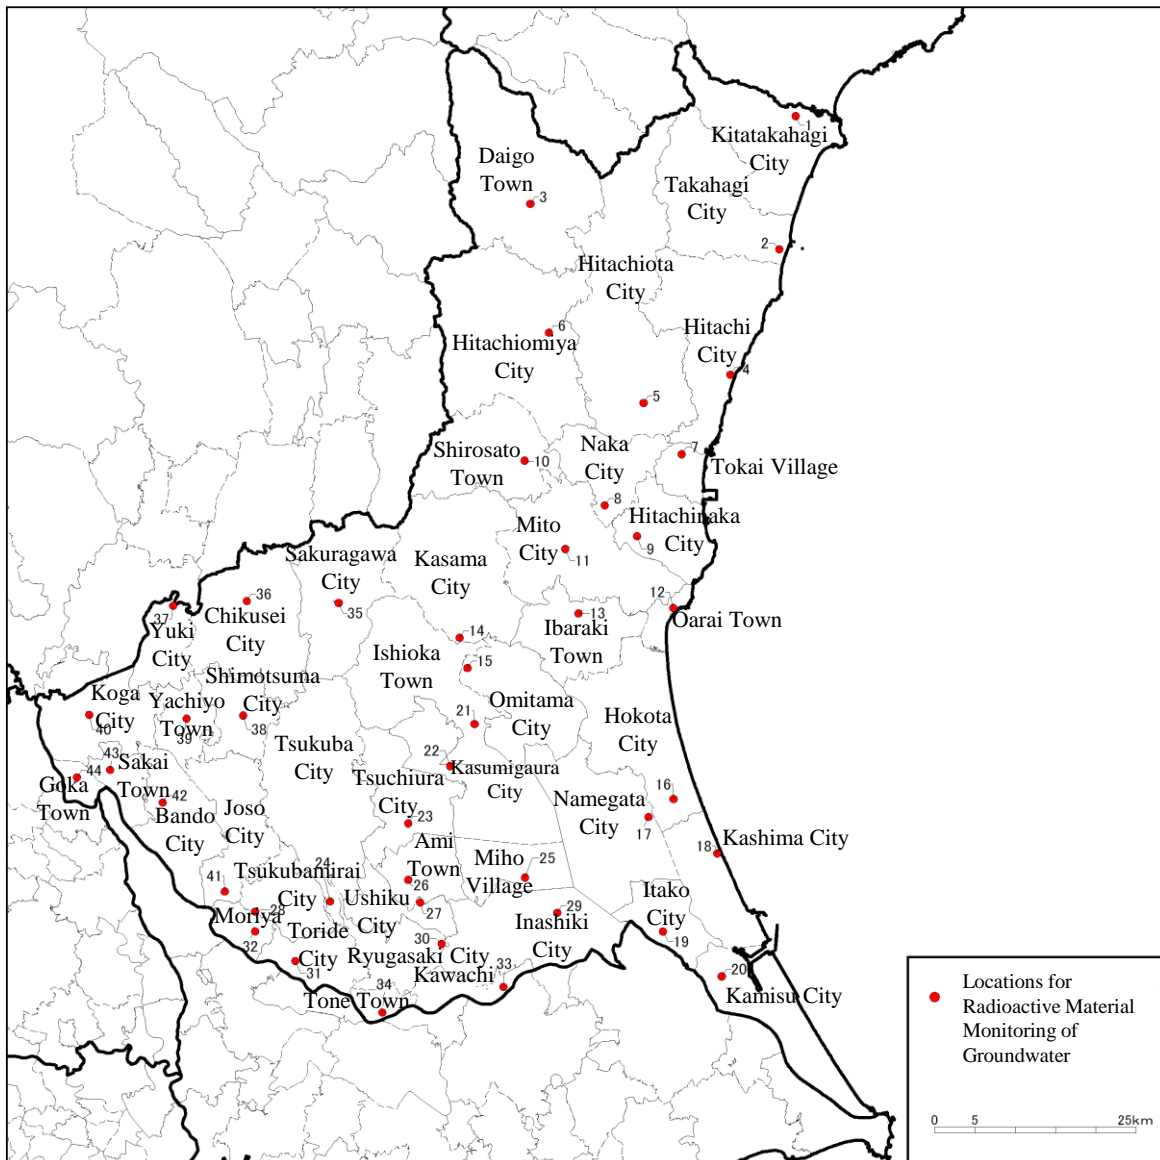 1
Kitatakahagi
City
Daigo
Town
3
Takahagi
City
2
Hitachiota
City
6
Hitachiomiya
City
Hitachi
City
4
5
Shirosato
Town
10
Naka
City
7
Tokai Village
8
Mito
City
11
Hitachinaka
City
9
Sakuragawa
City
35
Kasama
City
36
Chikusei
City
37
Yuki
City
12
Oarai Town
13
Ibaraki
Town
14
15
Ishioka
Town
Shimotsuma
City
38
Koga
City
40
Yachiyo
Town
39
Omitama
City
21
Hokota
City
Tsukuba
City
22
Kasumigaura
City
43
Sakai
Town
44
Goka
Town
42
Bando
City
Joso
City
Tsuchiura
City
23
Namegata
City
16
17
Ami
Town
26
18
Kashima City
Miho
Village
25
24
Tsukubamirai
City
41
Ushiku
City
27
28
Moriya
32
Toride
City
31
Itako
City
19
29
Inashiki
City
30
Ryugasaki City
Kawachi
33
34
Tone Town
20
Kamisu City
Locations for
Radioactive Material
Monitoring of
Groundwater
0 5 25km